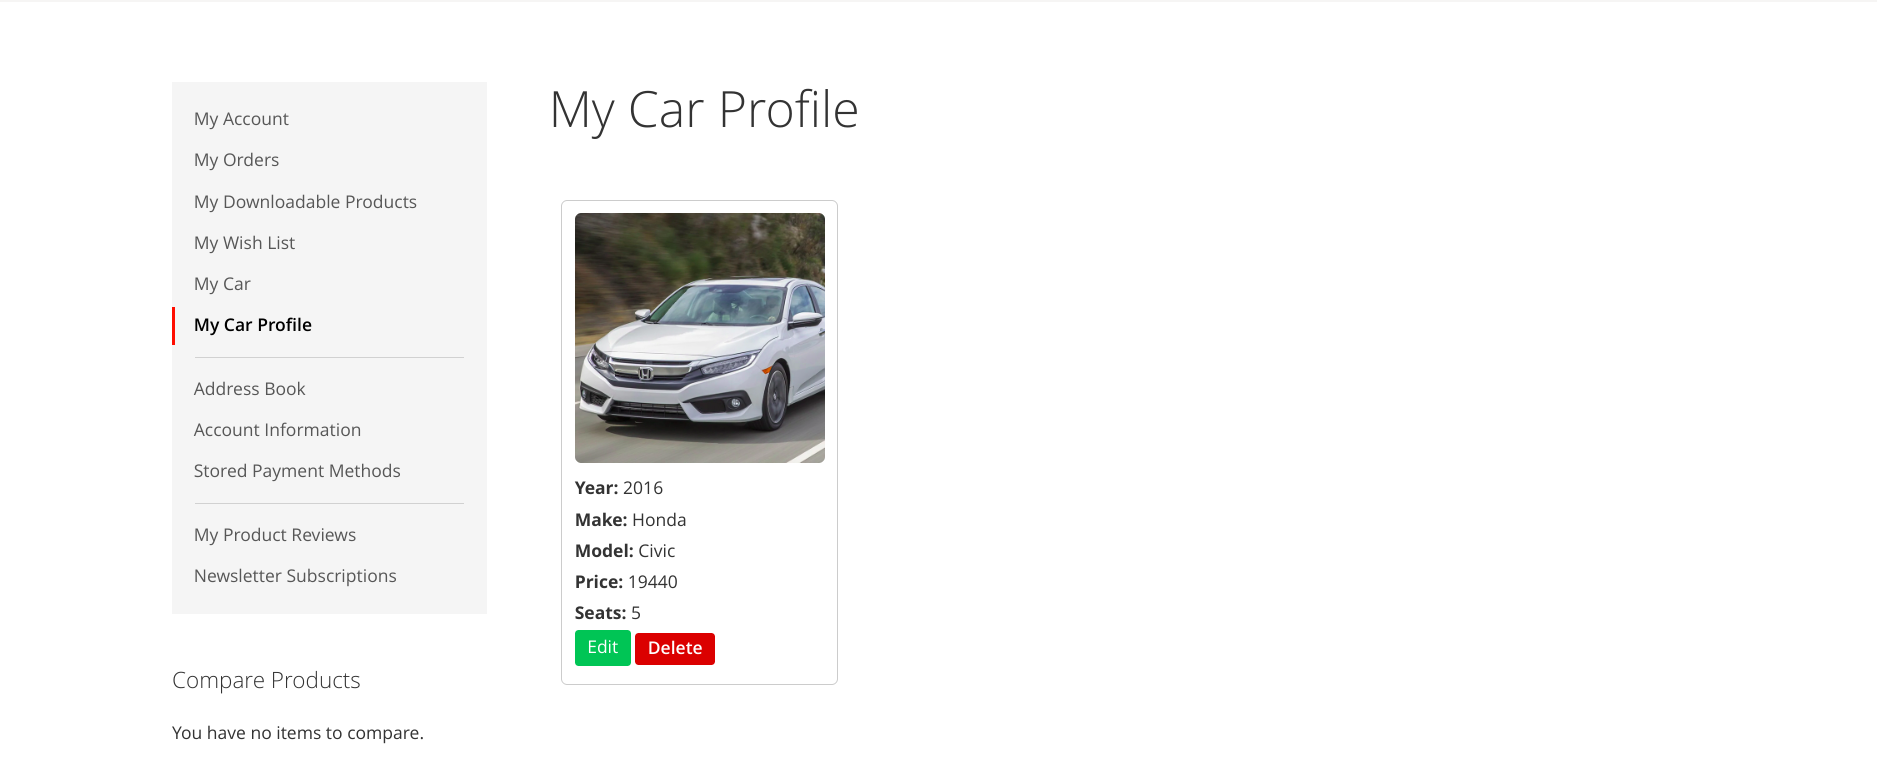 My Account
My Orders
My Downloadable Products
My Wish List
My Car
My Car Profile
Address Book
Account Information
Stored Payment Methods
My Product Reviews
Newsletter Subscriptions
Compare Products
You have no items to compare.
My Car Profile
Year: 2016
Make: Honda
Model: Civic
Price: 19440
Seats: 5
Edit Delete